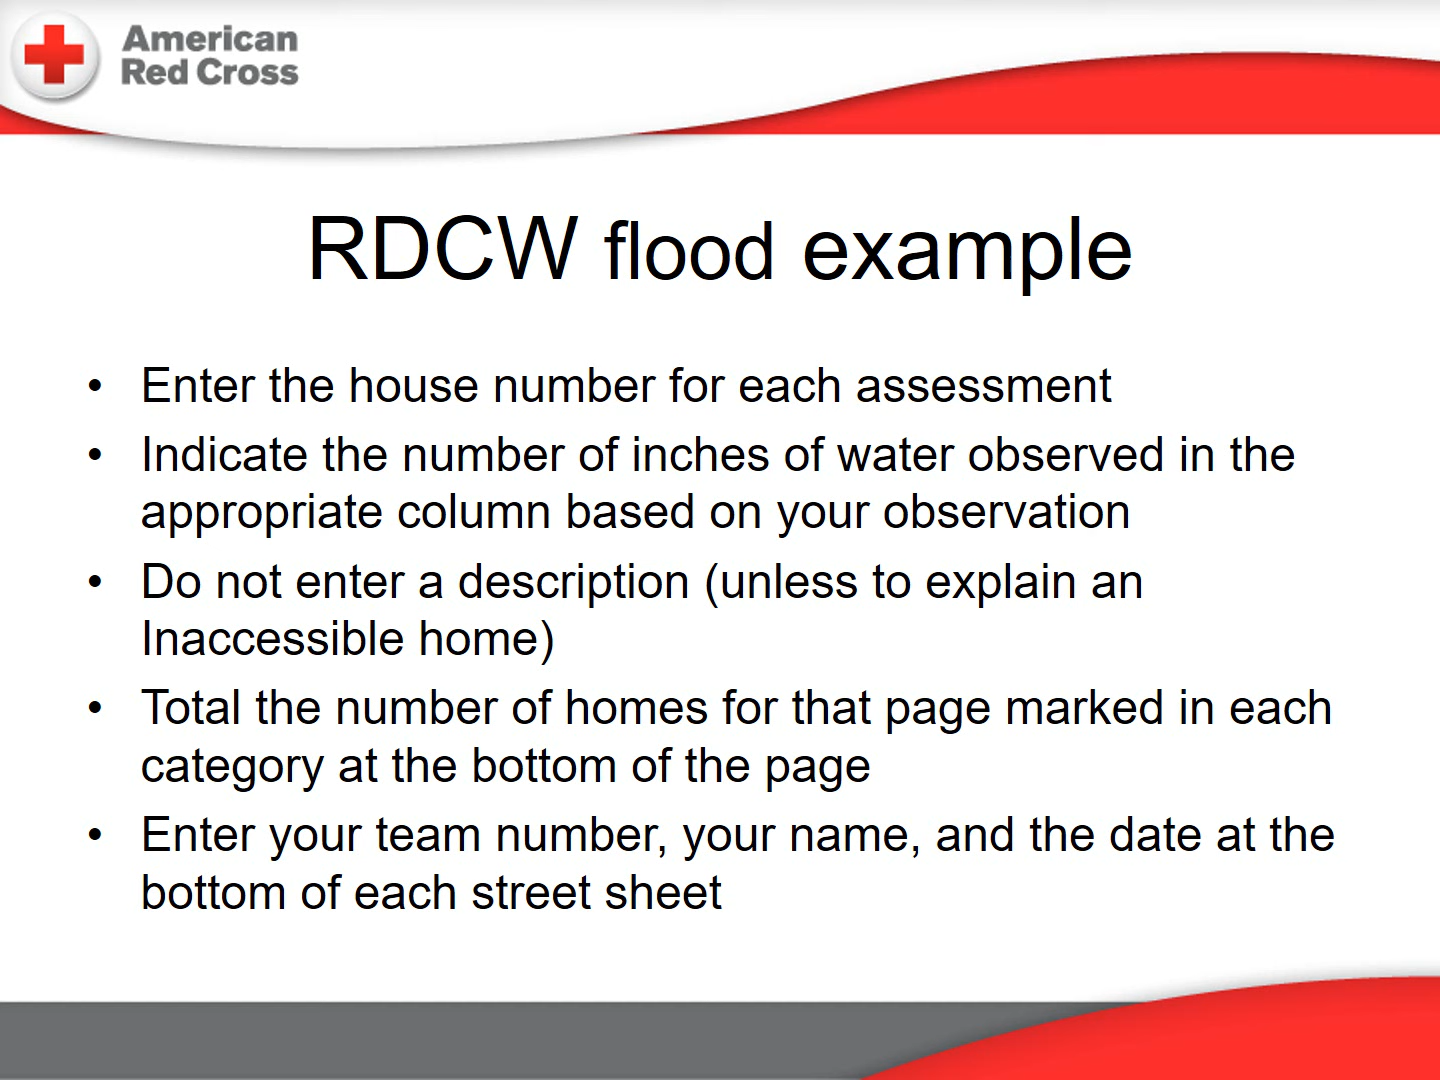 American
Red Cross
RDCW flood example
• Enter the house number for each assessment
• Indicate the number of inches of water observed in the
appropriate column based on your observation
• Do not enter a description (unless to explain an
Inaccessible home)
• Total the number of homes for that page marked in each
category at the bottom of the page
• Enter your team number, your name, and the date at the
bottom of each street sheet